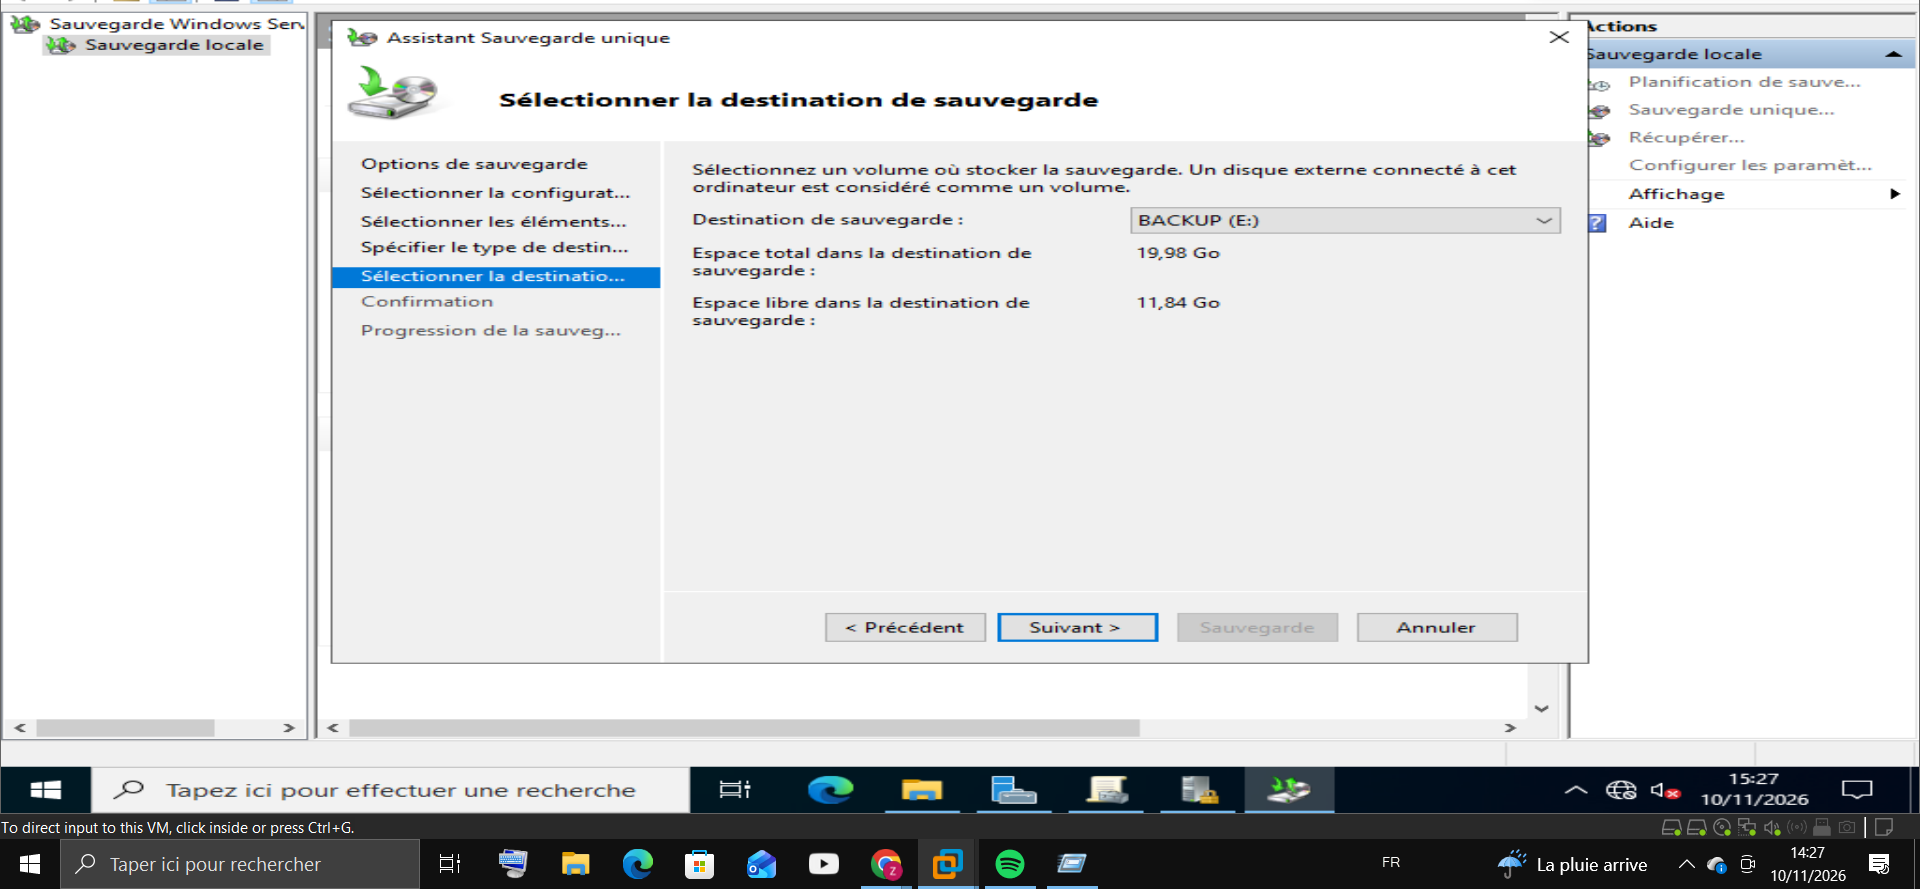 Sauvegarde Windows Serv
Sauvegarde locale
Assistant Sauvegarde unique
Sélectionner la destination de sauvegarde
Options de sauvegarde
Sélectionner la configurat...
Sélectionner les éléments...
Spécifier le type de destin...
Sélectionner la destinatio...
Confirmation
Progression de la sauveg...
Sélectionnez un volume où stocker la sauvegarde. Un disque externe connecté à cet
ordinateur est considéré comme un volume.
Destination de sauvegarde :
BACKUP (E:)
Espace total dans la destination de
sauvegarde :
19,98 Go
Espace libre dans la destination de
sauvegarde :
11,84 Go
< Précédent
Suivant >
Sauvegarde
Annuler
Actions
Sauvegarde locale
Planification de sauve...
Sauvegarde unique...
Récupérer...
Configurer les paramèt...
Affichage
Aide
Tapez ici pour effectuer une recherche
15:27
10/11/2026
To direct input to this VM, click inside or press Ctrl+G.
Taper ici pour rechercher
FR
La pluie arrive
14:27
10/11/2026